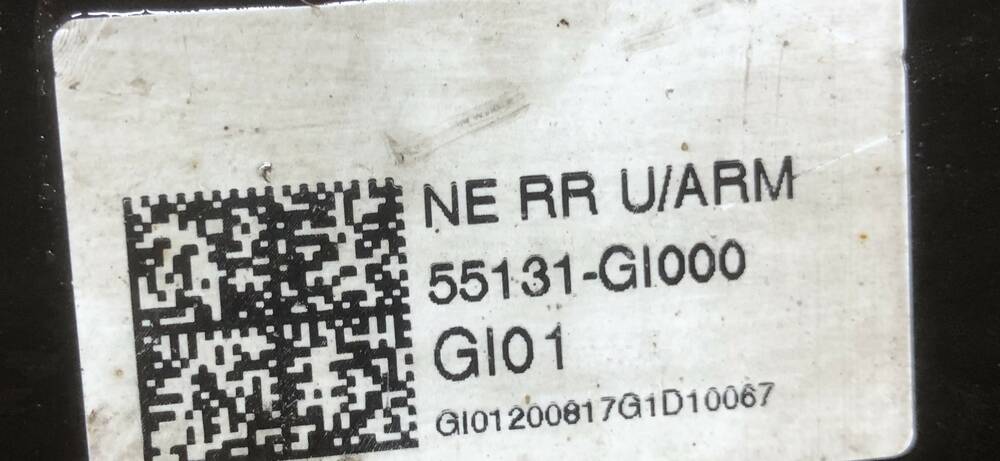 NE RR U/ARM
55131-GI000
GI01
GI01200817G1D10067